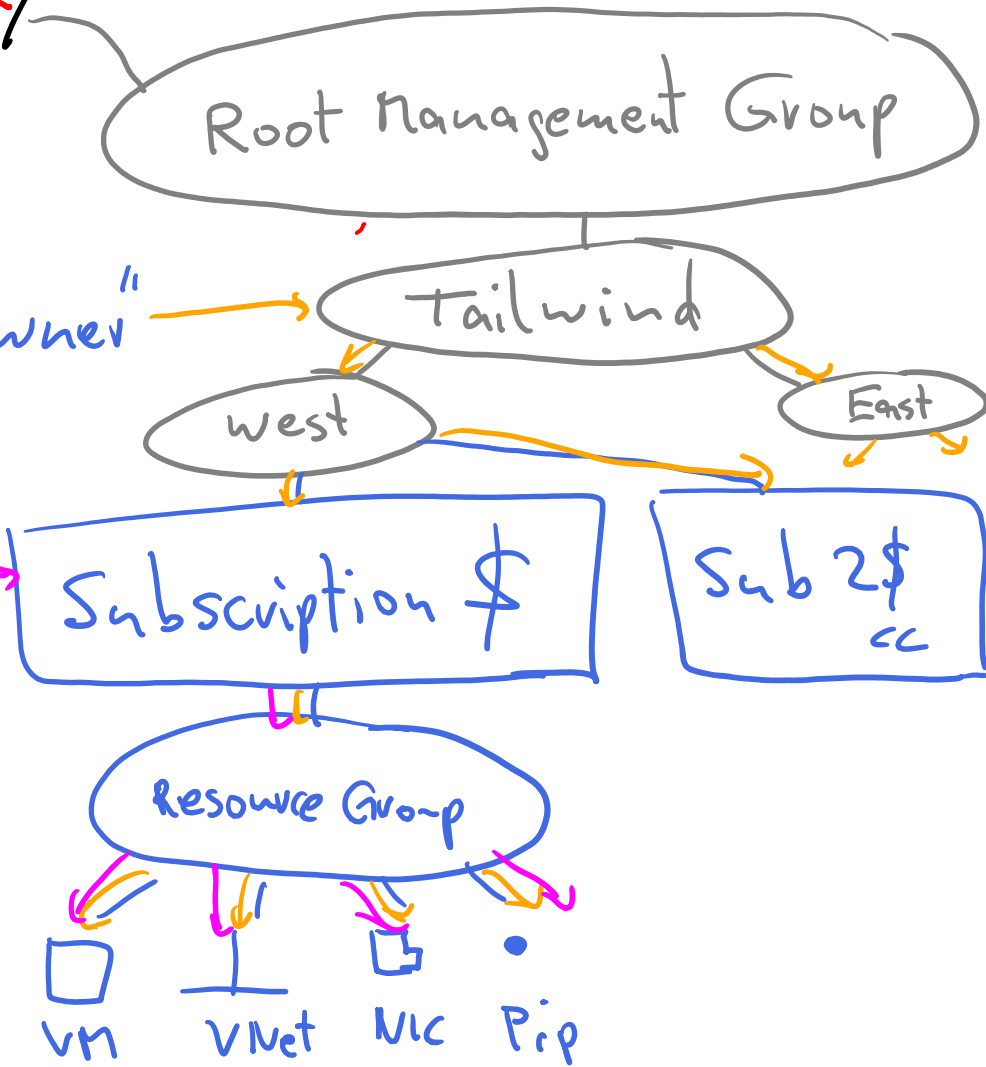 Root Management Group
Tailwind
wner"
West
East
Subscription $
Sub 2$
CC
Resource Group
VM
VNet
NIC
Pip